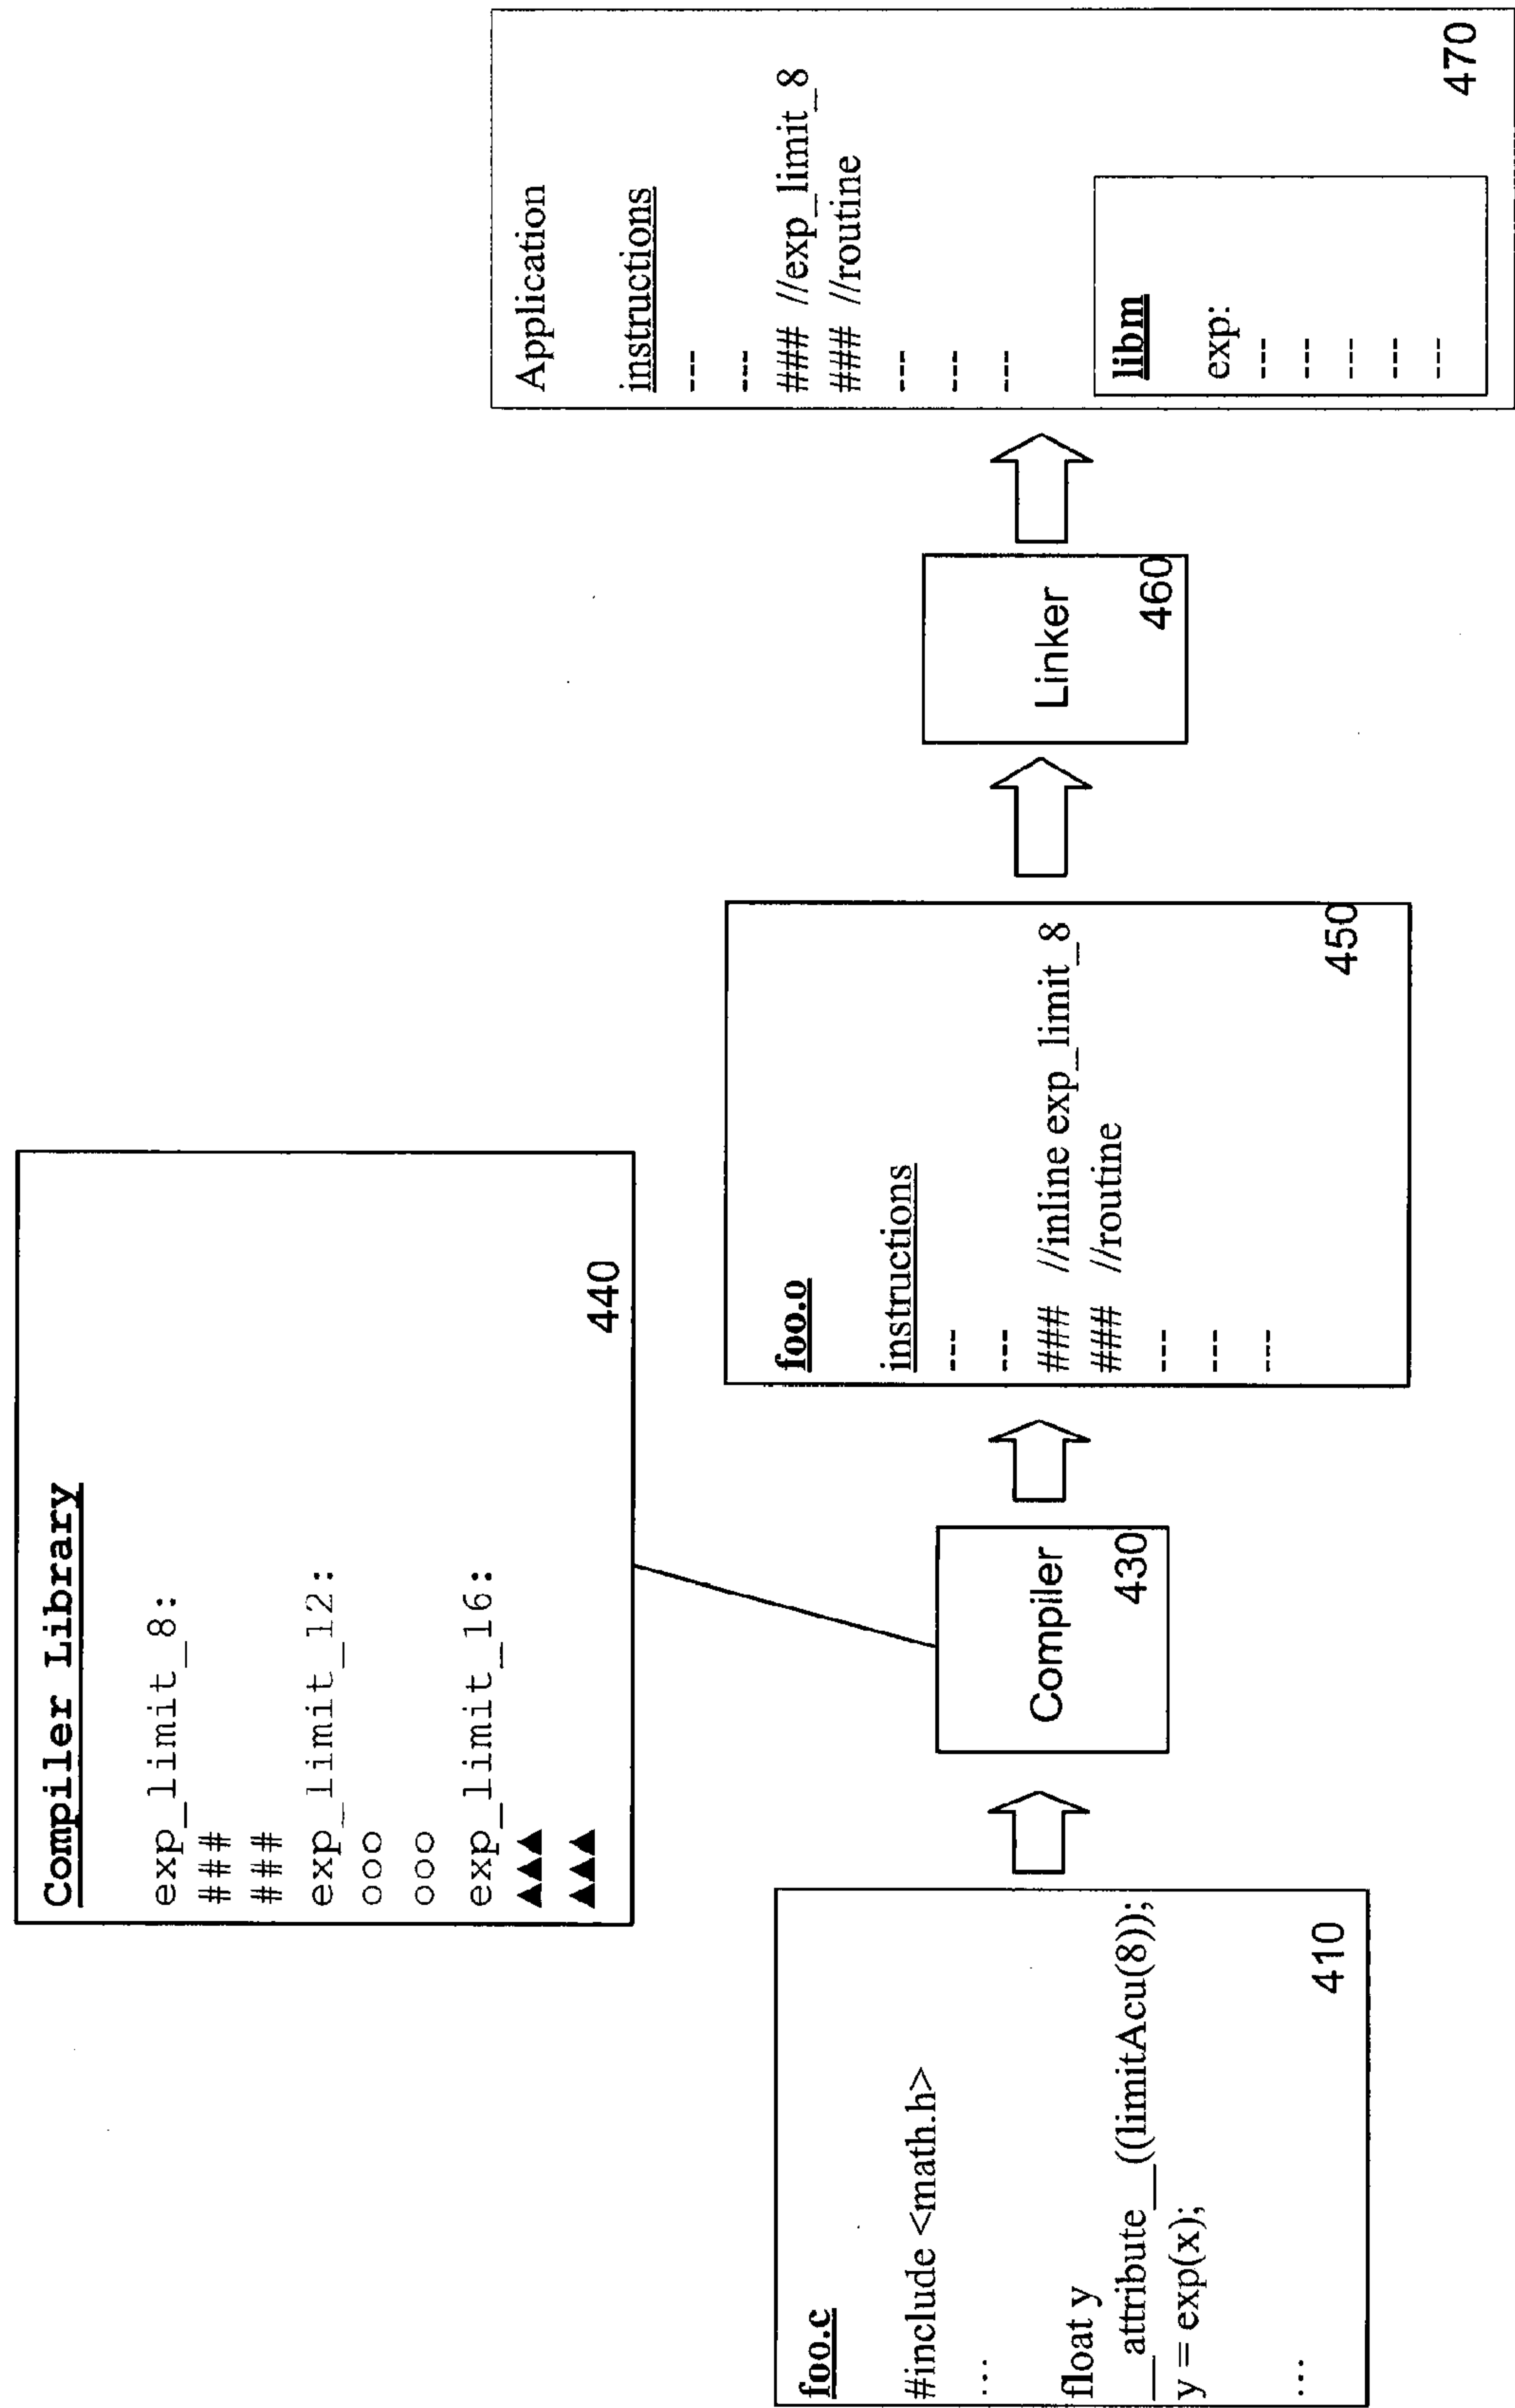 Compiler Library
exp_limit_8:
###
###
exp_limit_12:
ooo
ooo
exp_limit_16:
▲▲▲
▲▲▲
440
foo.c
#include <math.h>
...
float y
__attribute__((limitAcu(8));
y = exp(x);
...
410
Compiler
430
foo.o
instructions
---
---
### //inline exp_limit_8
### //routine
---
---
---
450
Linker
460
Application
instructions
---
---
### //exp_limit_8
### //routine
---
---
---
libm
exp:
---
---
---
---
---
470